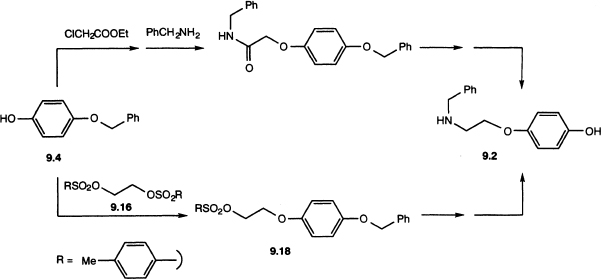 Ph
ClCH₂COOEt PhCH₂NH₂
HN O O Ph
O
Ph
HO O Ph
HN O OH
9.4
9.2
RSO₂O OSO₂R
9.16
RSO₂O O O Ph
9.18
R = Me